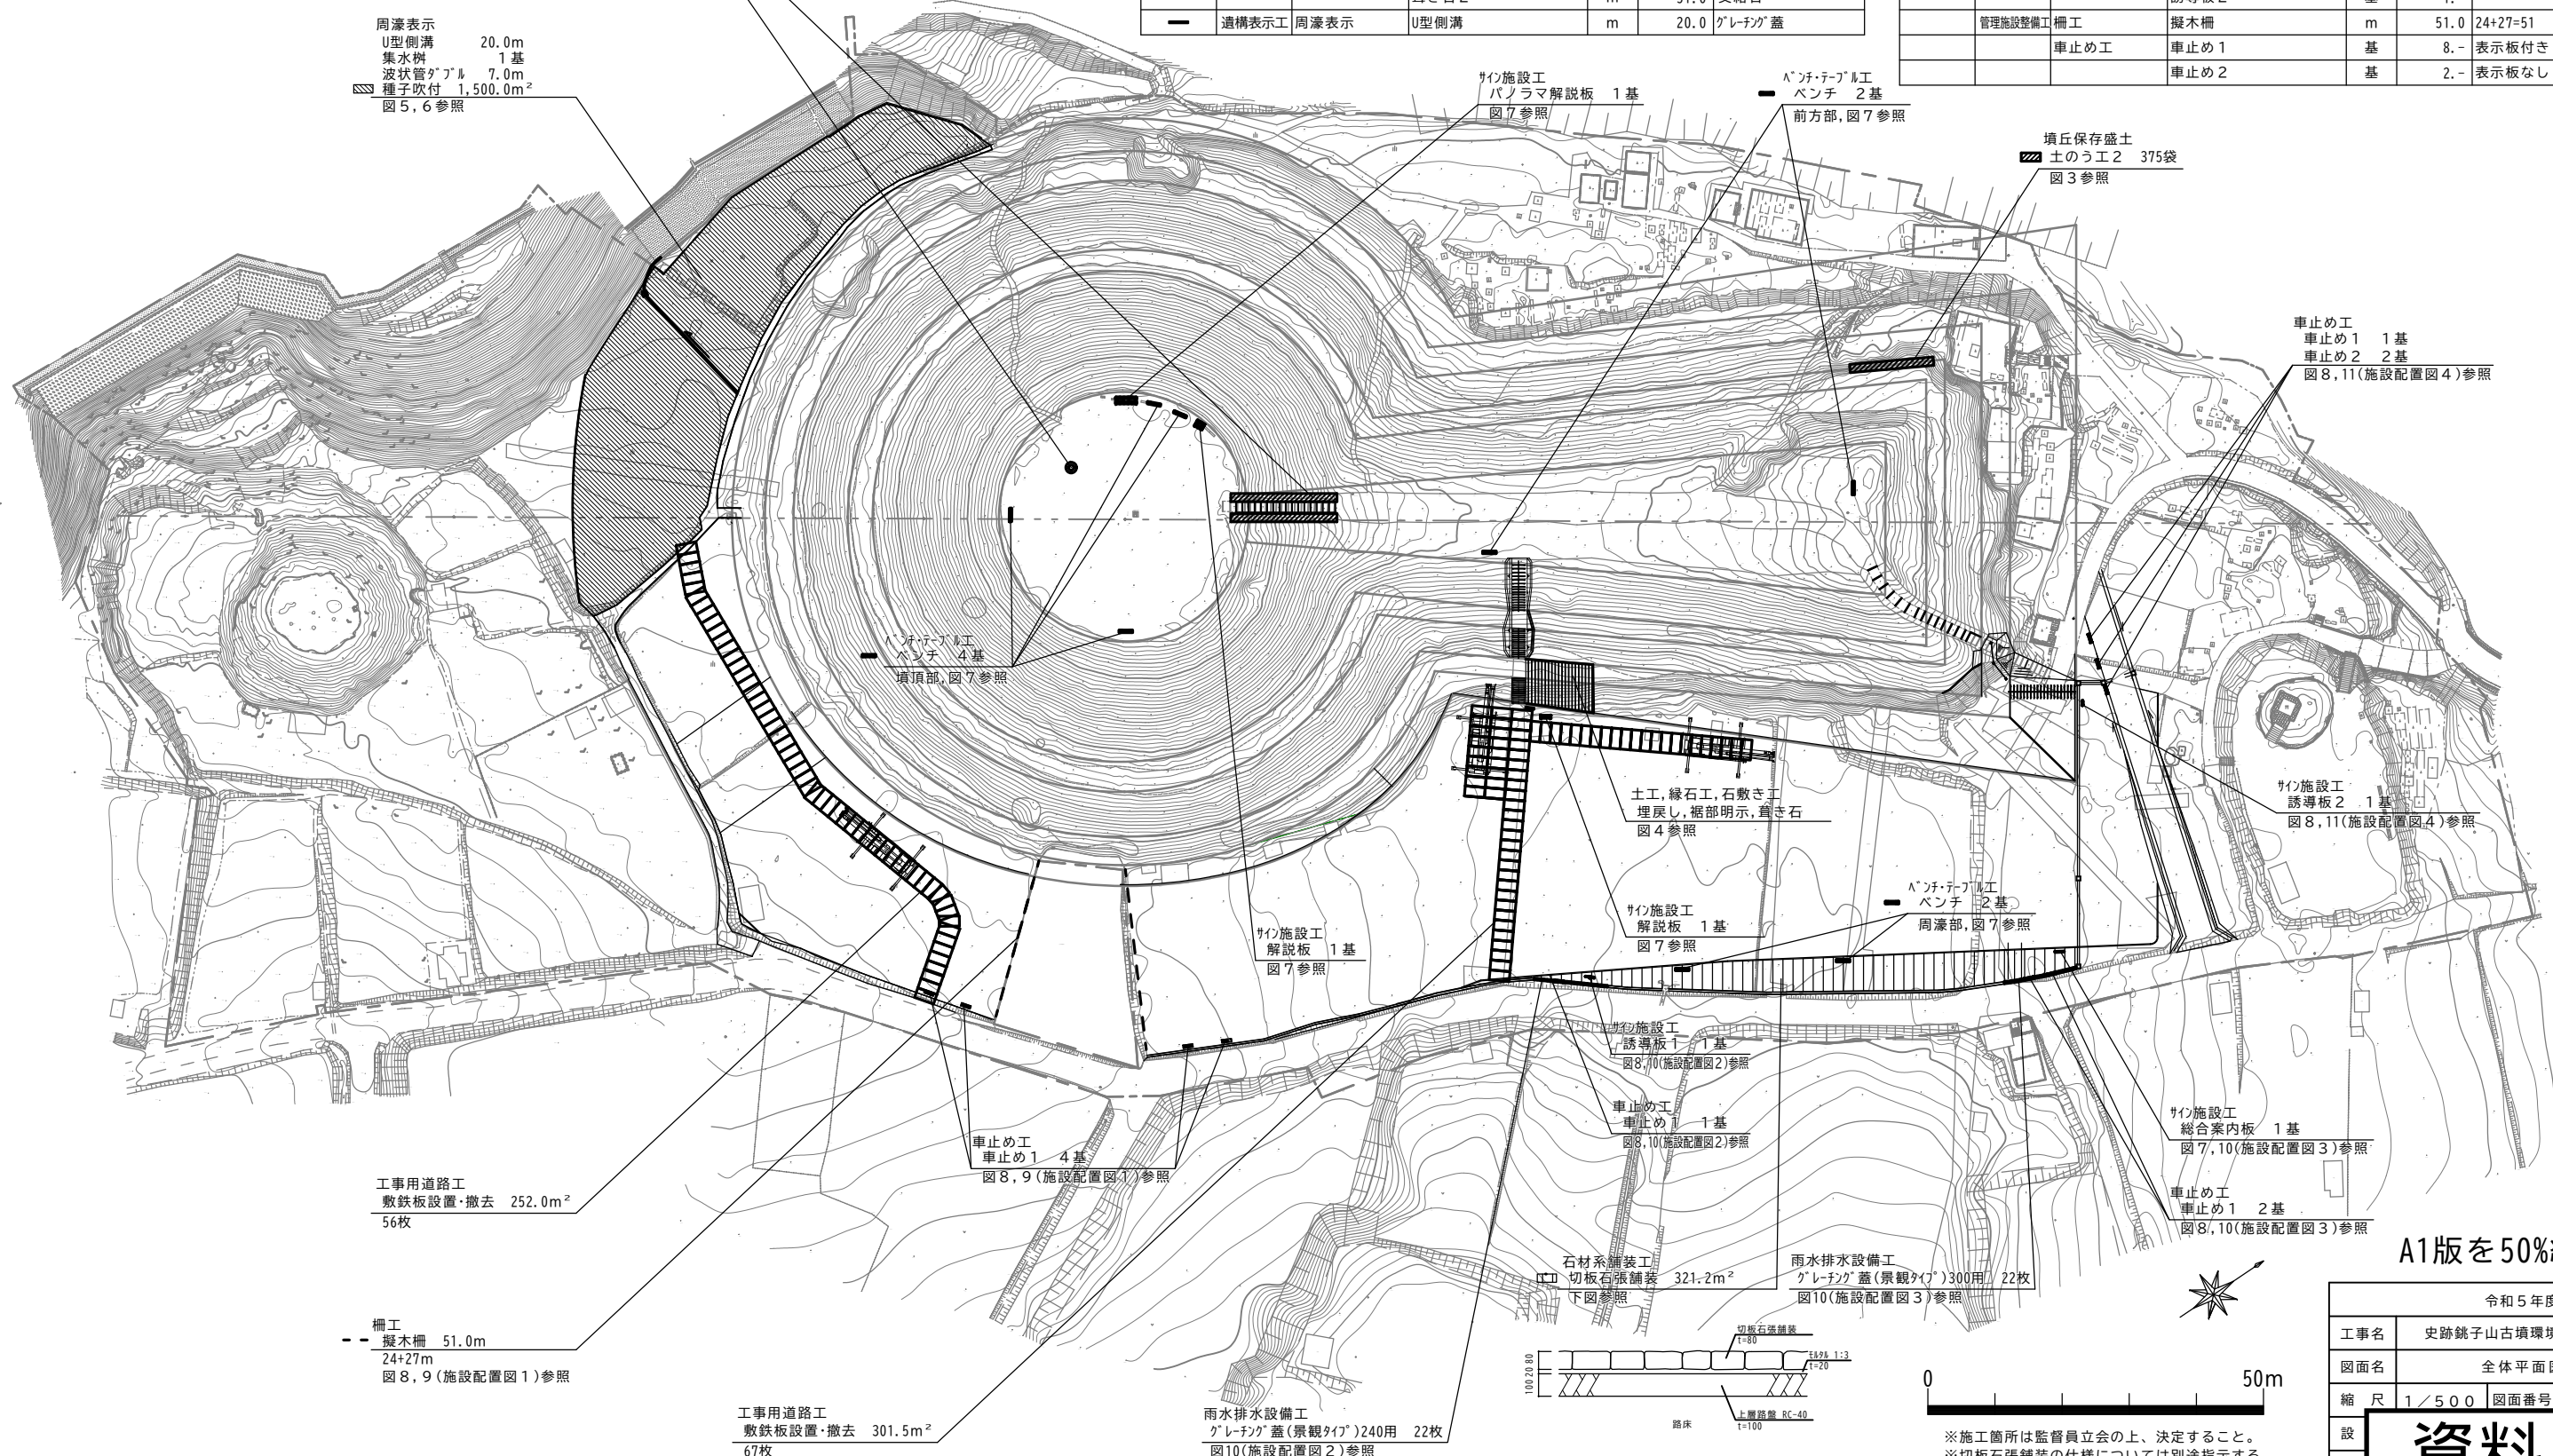 周濠表示
U型側溝 20.0m
集水桝 1基
波状管ダブル 7.0m
種子吹付 1,500.0m²
図5,6参照
遺構表示工 周濠表示 U型側溝 m 20.0 グレーチング蓋
管理施設整備工 柵工 擬木柵 m 51.0 24+27=51
車止め工 車止め1 基 8.- 表示板付き
車止め2 基 2.- 表示板なし
サイン施設工
パノラマ解説板 1基
図7参照
ベンチ・テーブル工
ベンチ 2基
前方部,図7参照
墳丘保存盛土
土のう工2 375袋
図3参照
車止め工
車止め1 1基
車止め2 2基
図8,11(施設配置図4)参照
ベンチ・テーブル工
ベンチ 4基
墳頂部,図7参照
土工,縁石工,石敷き工
埋戻し,裾部明示,葺き石
図4参照
サイン施設工
誘導板2 1基
図8,11(施設配置図4)参照
サイン施設工
解説板 1基
図7参照
サイン施設工
解説板 1基
図7参照
ベンチ・テーブル工
ベンチ 2基
周濠部,図7参照
サイン施設工
誘導板1 1基
図8,10(施設配置図2)参照
車止め工
車止め1 1基
図8,10(施設配置図2)参照
車止め工
車止め1 4基
図8,9(施設配置図1)参照
サイン施設工
総合案内板 1基
図7,10(施設配置図3)参照
車止め工
車止め1 2基
図8,10(施設配置図3)参照
工事用道路工
敷鉄板設置・撤去 252.0m²
56枚
柵工
擬木柵 51.0m
24+27m
図8,9(施設配置図1)参照
工事用道路工
敷鉄板設置・撤去 301.5m²
67枚
雨水排水設備工
グレーチング蓋(景観タイプ)240用 22枚
図10(施設配置図2)参照
石材系舗装工
切板石張舗装 321.2m²
下図参照
雨水排水設備工
グレーチング蓋(景観タイプ)300用 22枚
図10(施設配置図3)参照
切板石張舗装
t=80
モルタル 1:3
t=20
100 20 80
上層路盤 RC-40
t=100
路床
0 50m
※施工箇所は監督員立会の上、決定すること。
※切板石張舗装の仕様については別途指示する
A1版を50%
令和5年度
工事名 史跡銚子山古墳環境
図面名 全体平面図
縮尺 1/500 図面番号
設
資料